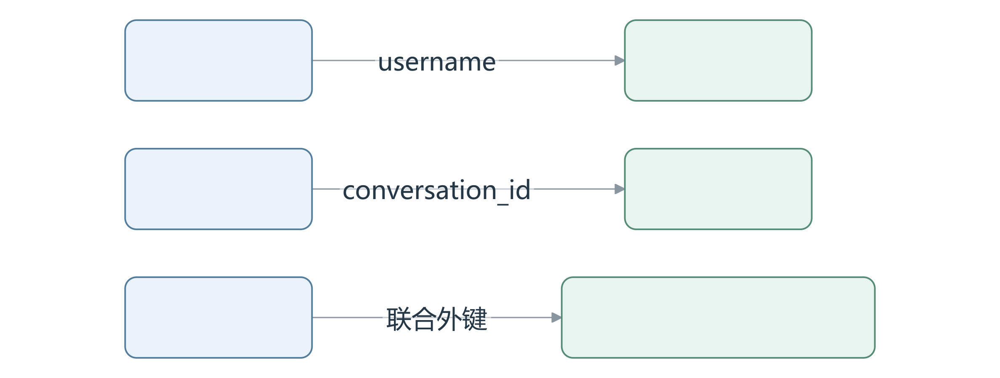 username
conversation_id
联合外键